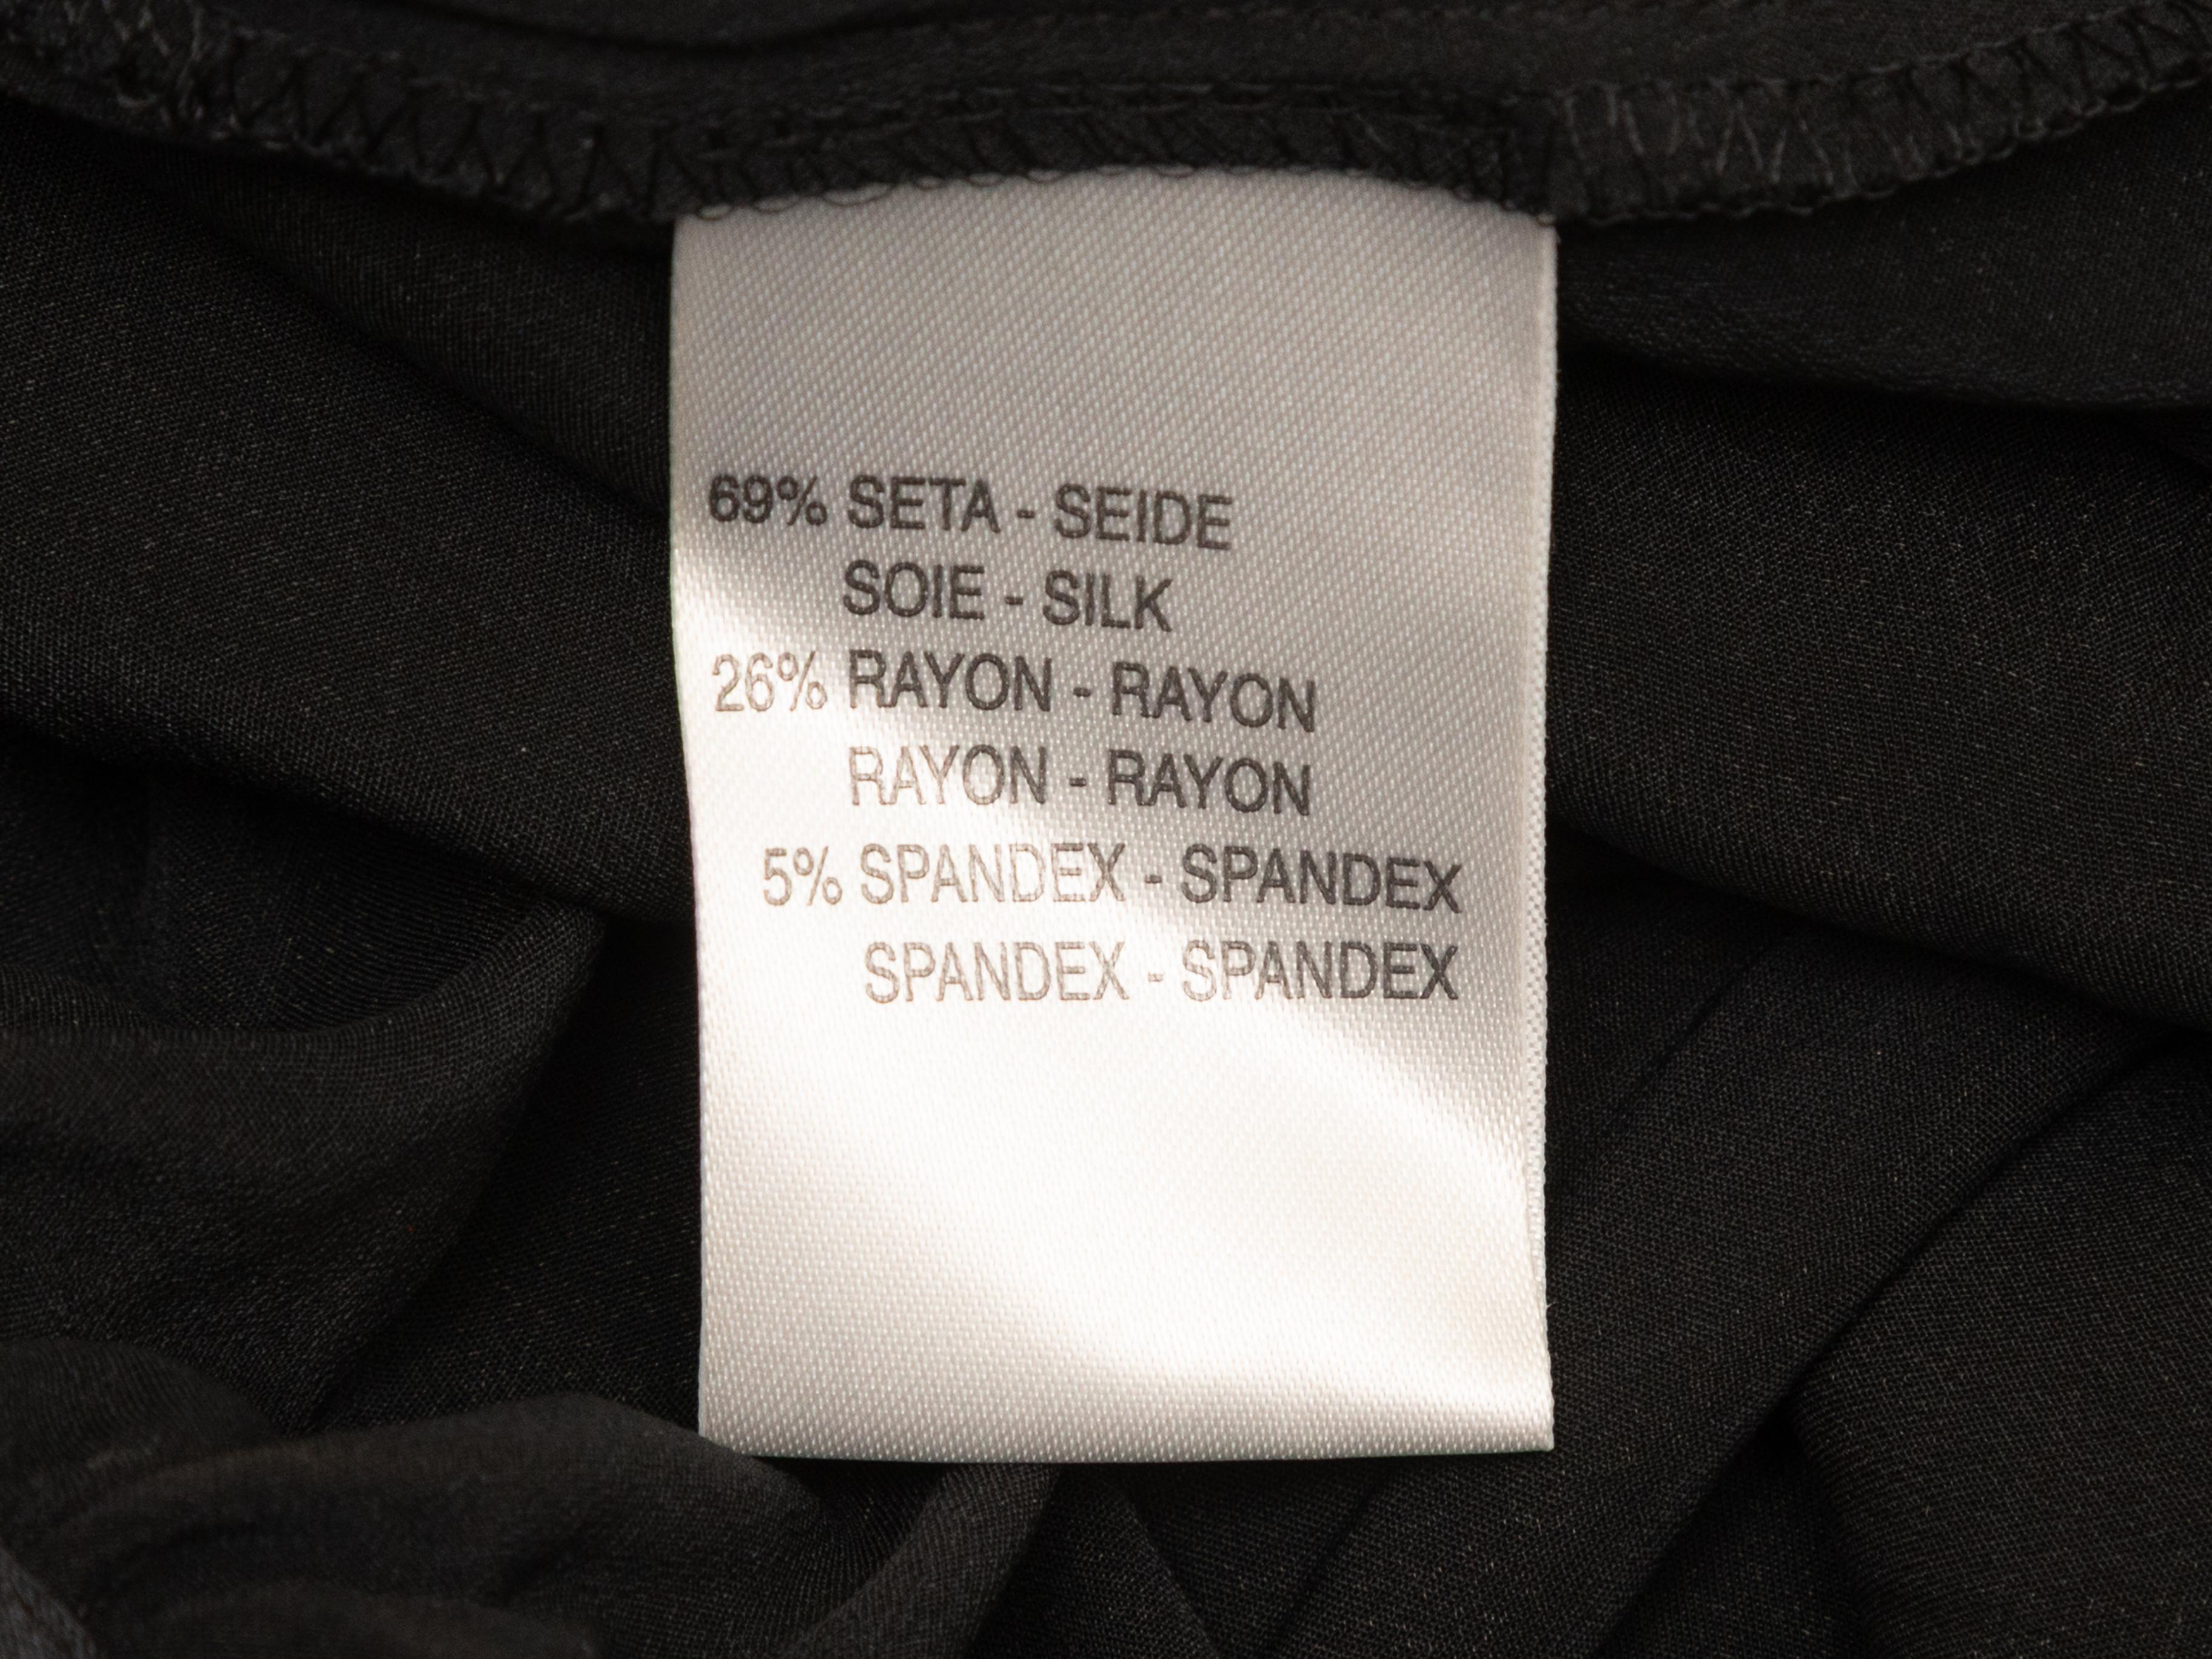 69% SETA - SEIDE
SOIE - SILK
26% RAYON - RAYON
RAYON - RAYON
5% SPANDEX - SPANDEX
SPANDEX - SPANDEX